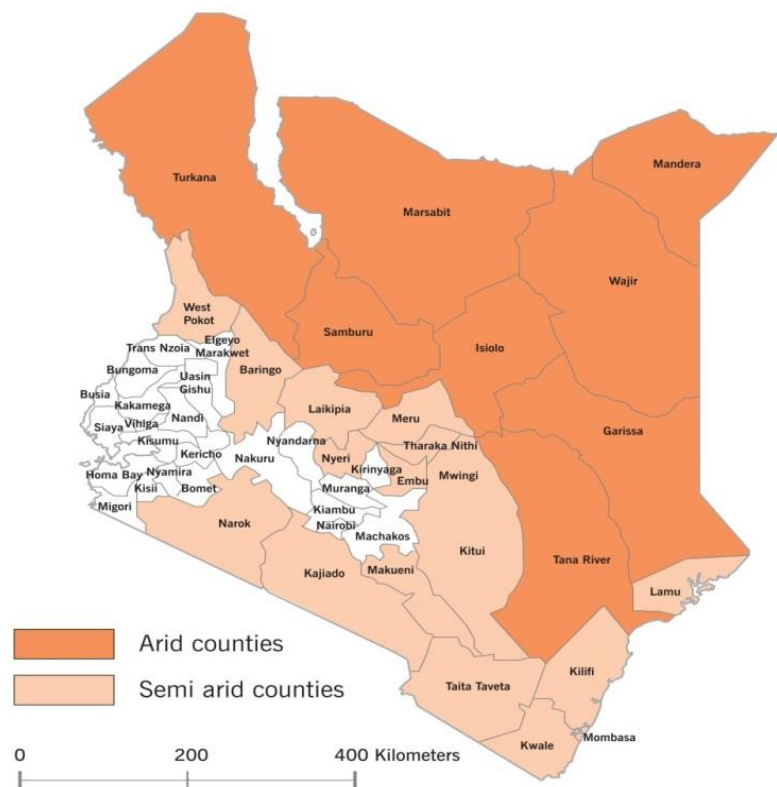 Mandera
Turkana
Marsabit
Wajir
West
Pokot
Samburu
Isiolo
Elgeyo
Marakwet
Trans Nzoia
Bungoma
Baringo
Uasin
Gishu
Busia
Kakamega
Laikipia
Nandi
Meru
Siaya
Vihiga
Garissa
Kisumu
Nyandarna
Tharaka Nithi
Kericho
Nakuru
Nyeri
Kirinyaga
Mwingi
Homa Bay
Nyamira
Embu
Kisii
Bomet
Muranga
Migori
Kiambu
Narok
Nairobi
Machakos
Kitui
Tana River
Kajiado
Makueni
Lamu
Arid counties
Kilifi
Semi arid counties
Taita Taveta
Mombasa
Kwale
0 200 400 Kilometers